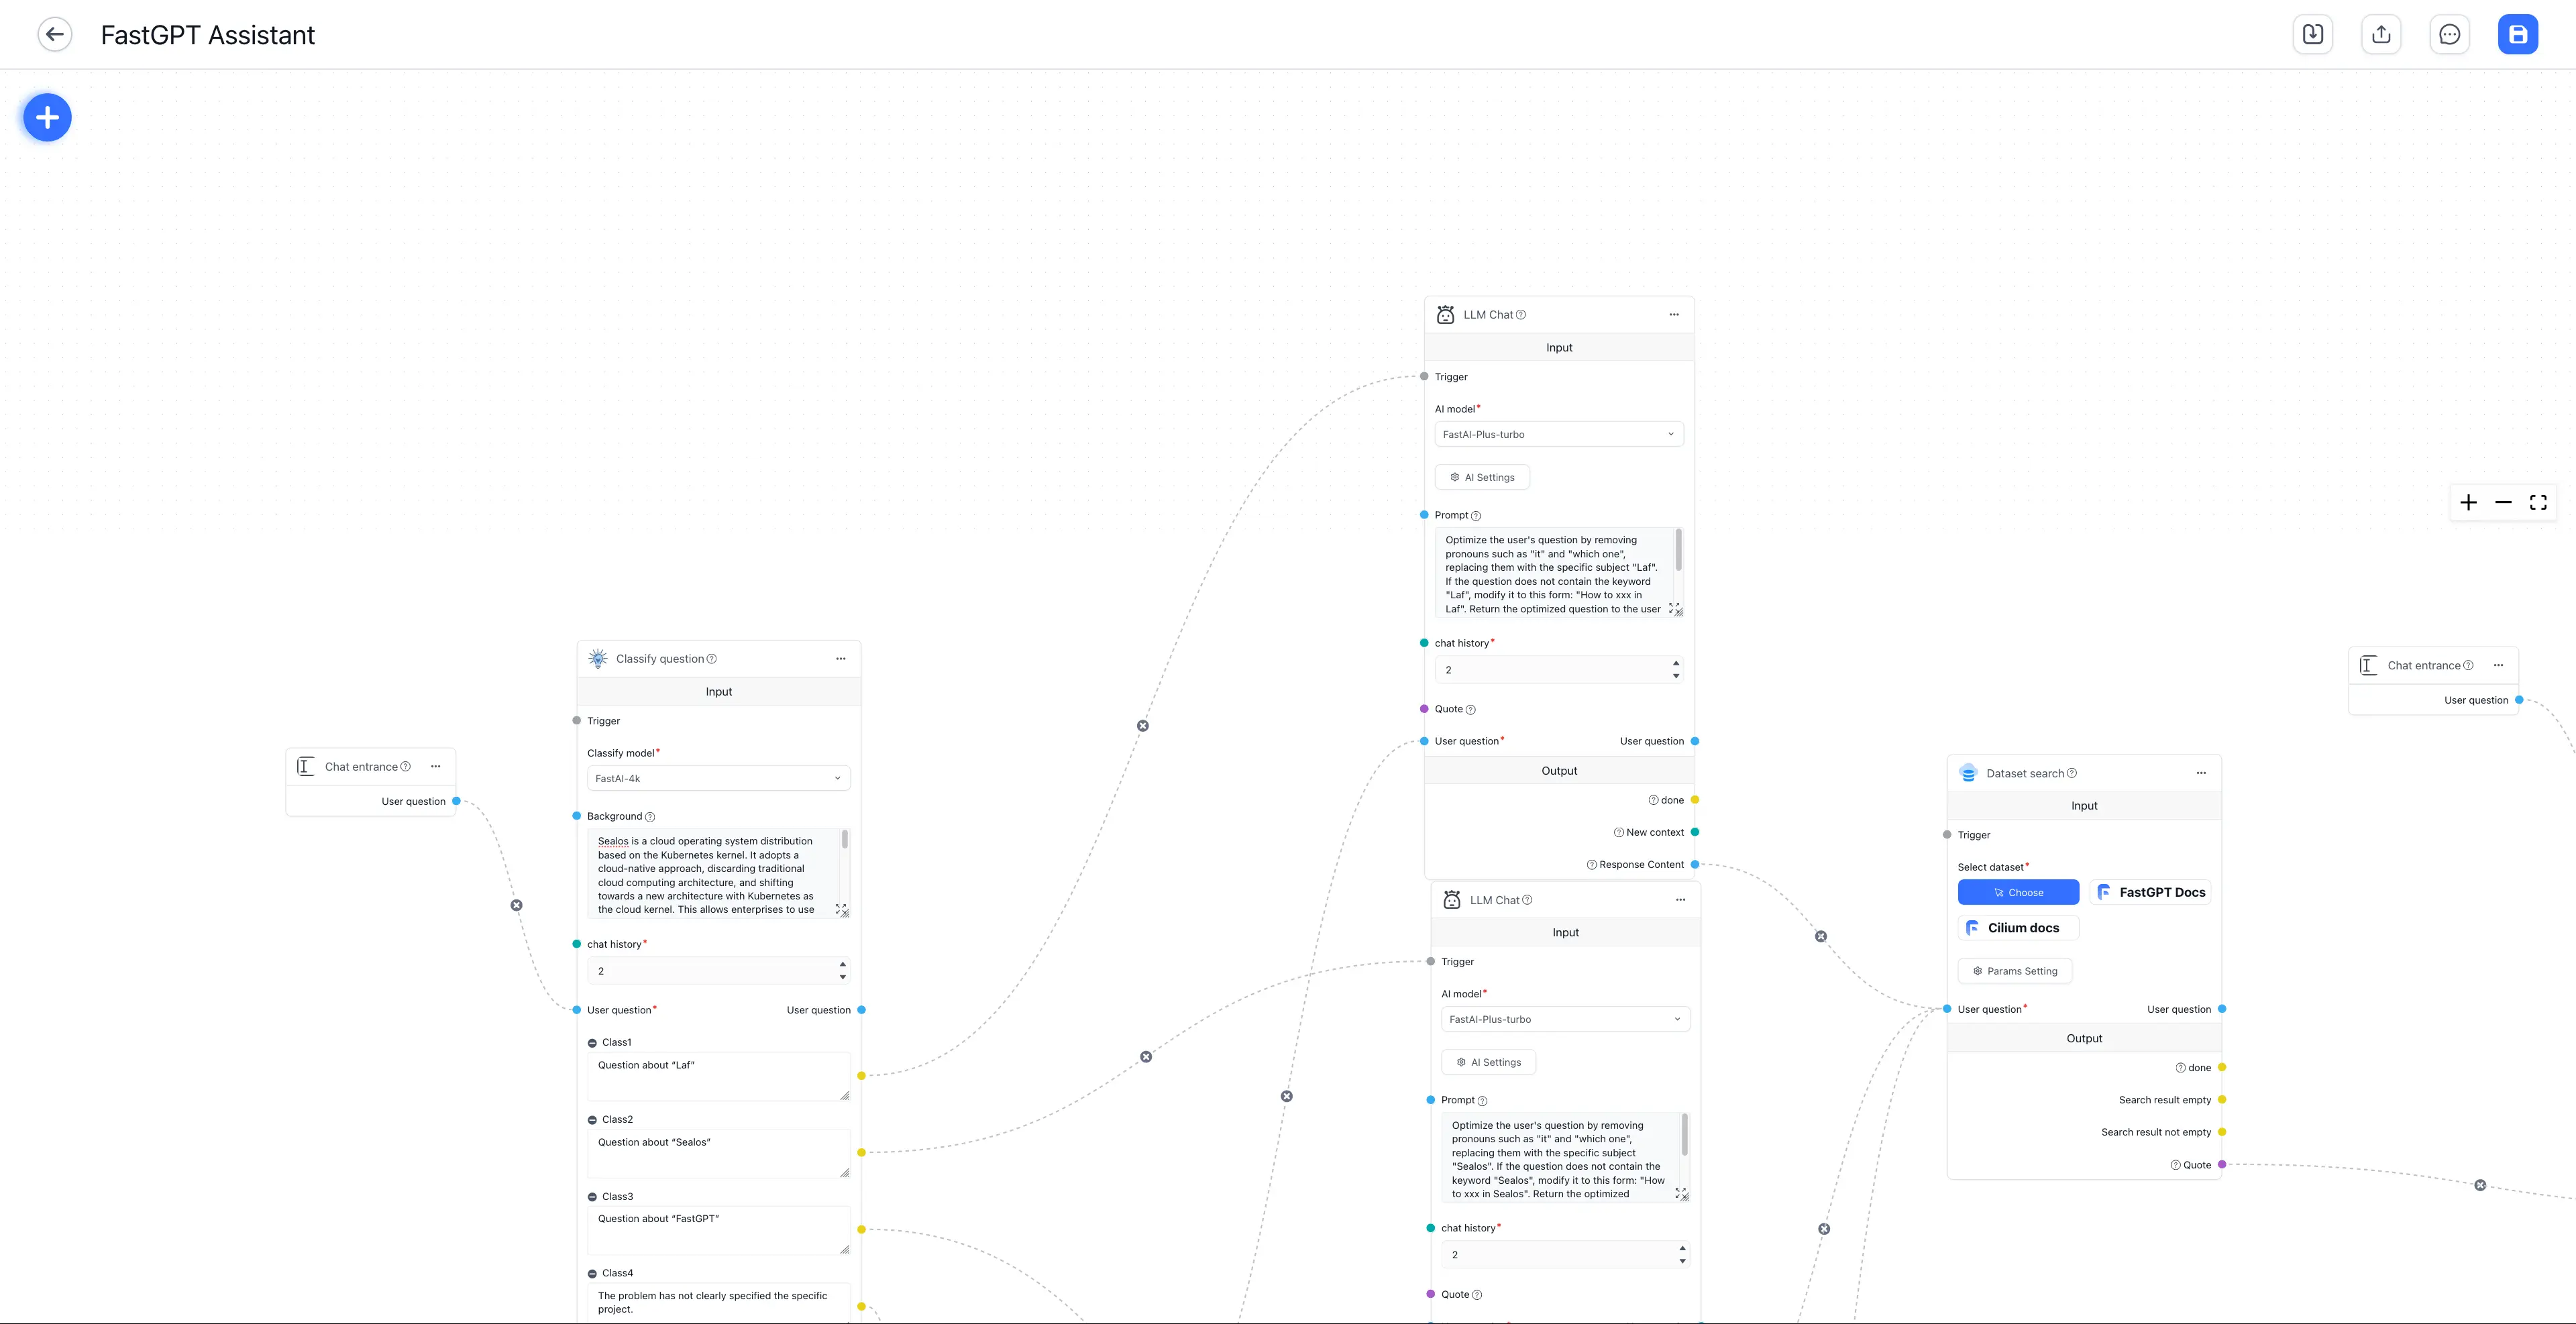 FastGPT Assistant
LLM Chat
Input
Trigger
AI model*
FastAI-Plus-turbo
AI Settings
Prompt
Optimize the user's question by removing
pronouns such as "it" and "which one",
replacing them with the specific subject "Laf".
If the question does not contain the keyword
"Laf", modify it to this form: "How to xxx in
Laf". Return the optimized question to the user
chat history*
2
Quote
User question*
User question
Output
done
New context
Response Content
Classify question
Input
Trigger
Classify model*
FastAI-4k
Background
Sealos is a cloud operating system distribution
based on the Kubernetes kernel. It adopts a
cloud-native approach, discarding traditional
cloud computing architecture, and shifting
towards a new architecture with Kubernetes as
the cloud kernel. This allows enterprises to use
chat history*
2
User question*
User question
Class1
Question about “Laf”
Class2
Question about “Sealos”
Class3
Question about “FastGPT”
Class4
The problem has not clearly specified the specific
project.
Chat entrance
User question
LLM Chat
Input
Trigger
AI model*
FastAI-Plus-turbo
AI Settings
Prompt
Optimize the user's question by removing
pronouns such as "it" and "which one",
replacing them with the specific subject
"Sealos". If the question does not contain the
keyword "Sealos", modify it to this form: "How
to xxx in Sealos". Return the optimized
chat history*
2
Quote
Dataset search
Input
Trigger
Select dataset*
Choose
FastGPT Docs
Cilium docs
Params Setting
User question*
User question
Output
done
Search result empty
Search result not empty
Quote
Chat entrance
User question